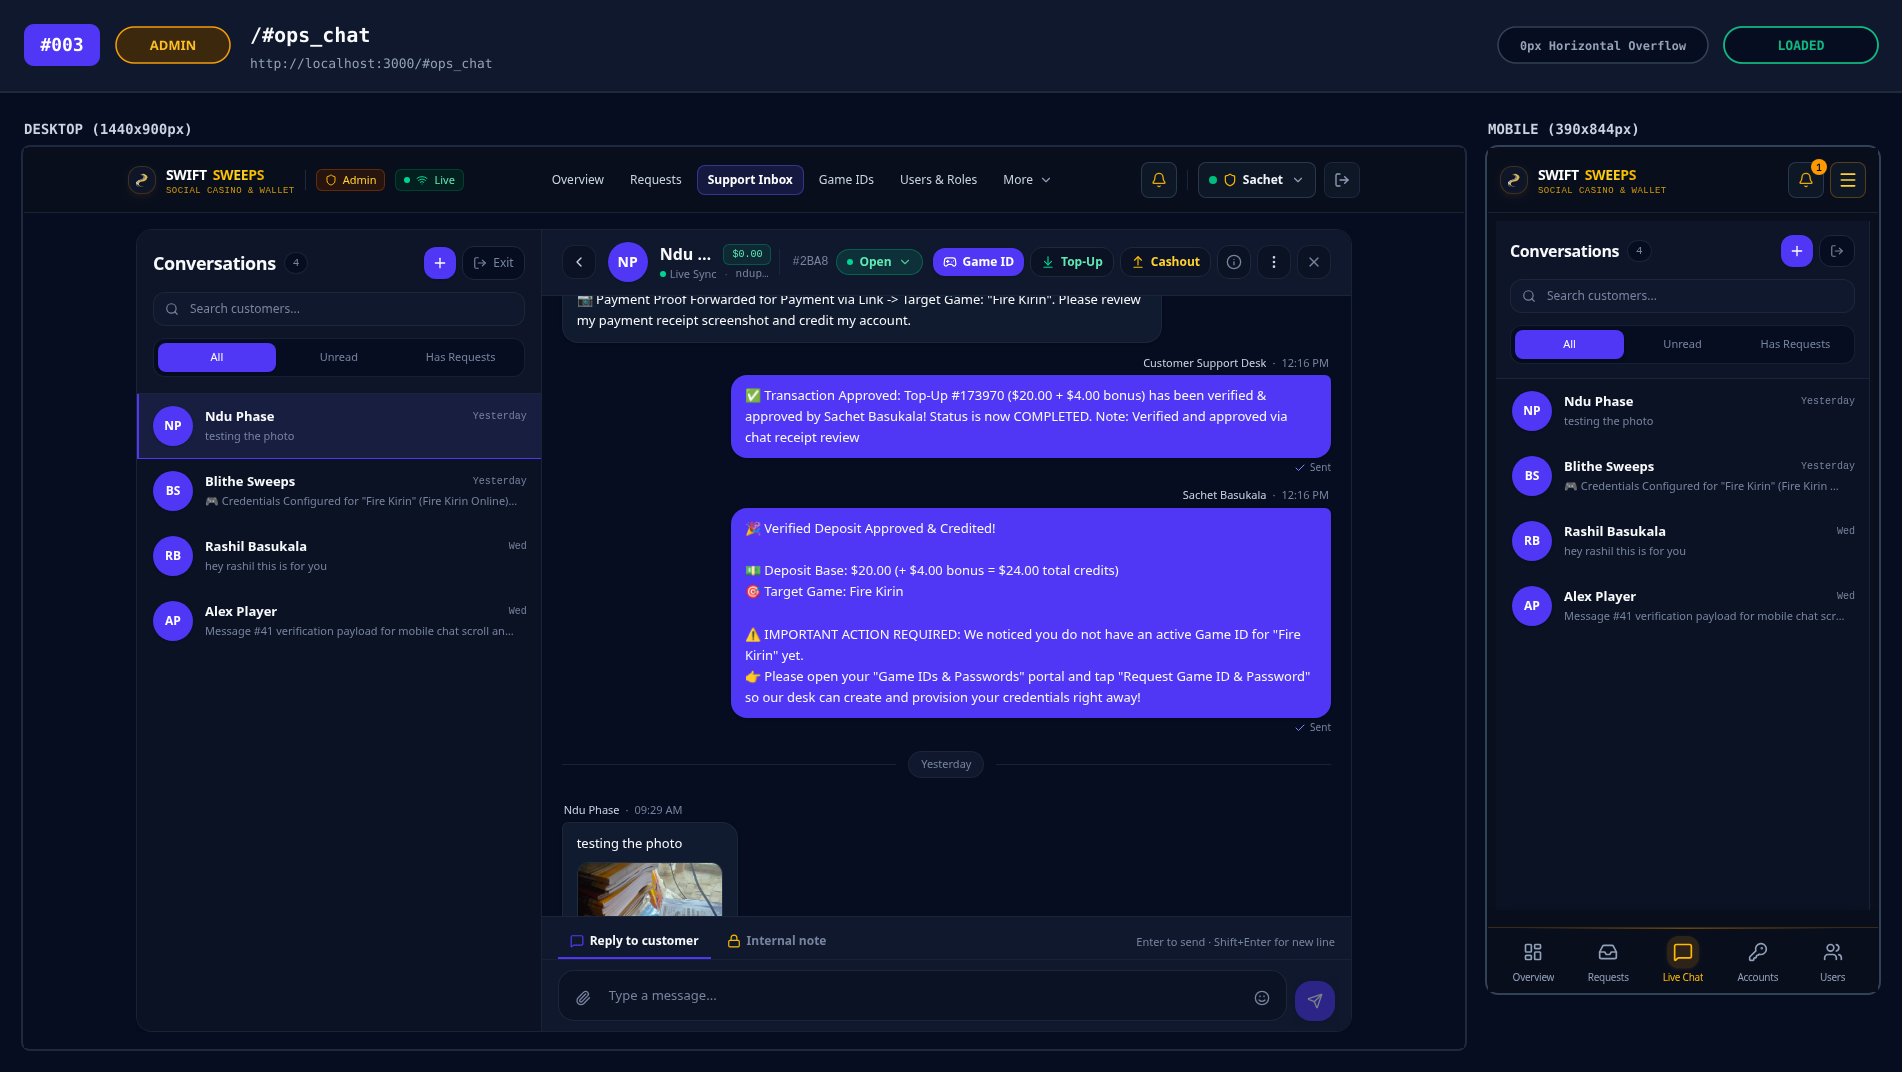 #003
ADMIN
/#ops_chat
http://localhost:3000/#ops_chat
0px Horizontal Overflow
LOADED
DESKTOP (1440x900px)
SWIFT SWEEPS
SOCIAL CASINO & WALLET
Admin
Live
Overview
Requests
Support Inbox
Game IDs
Users & Roles
More
Sachet
Conversations
4
Exit
Search customers...
All
Unread
Has Requests
NP
Ndu Phase
Yesterday
testing the photo
BS
Blithe Sweeps
Yesterday
🎮 Credentials Configured for "Fire Kirin" (Fire Kirin Online)...
RB
Rashil Basukala
Wed
hey rashil this is for you
AP
Alex Player
Wed
Message #41 verification payload for mobile chat scroll an...
NP
Ndu ...
$0.00
Live Sync · ndup…
#2BA8
Open
Game ID
Top-Up
Cashout
Payment Proof Forwarded for Payment via Link -> Target Game: "Fire Kirin". Please review
my payment receipt screenshot and credit my account.
Customer Support Desk · 12:16 PM
✅ Transaction Approved: Top-Up #173970 ($20.00 + $4.00 bonus) has been verified &
approved by Sachet Basukala! Status is now COMPLETED. Note: Verified and approved via
chat receipt review
Sent
Sachet Basukala · 12:16 PM
🎉 Verified Deposit Approved & Credited!
💵 Deposit Base: $20.00 (+ $4.00 bonus = $24.00 total credits)
🎯 Target Game: Fire Kirin
⚠️ IMPORTANT ACTION REQUIRED: We noticed you do not have an active Game ID for "Fire
Kirin" yet.
👉 Please open your "Game IDs & Passwords" portal and tap "Request Game ID & Password"
so our desk can create and provision your credentials right away!
Sent
Yesterday
Ndu Phase · 09:29 AM
testing the photo
Reply to customer
Internal note
Enter to send · Shift+Enter for new line
Type a message...
MOBILE (390x844px)
SWIFT SWEEPS
SOCIAL CASINO & WALLET
1
Conversations
4
Search customers...
All
Unread
Has Requests
NP
Ndu Phase
Yesterday
testing the photo
BS
Blithe Sweeps
Yesterday
🎮 Credentials Configured for "Fire Kirin" (Fire Kirin ...
RB
Rashil Basukala
Wed
hey rashil this is for you
AP
Alex Player
Wed
Message #41 verification payload for mobile chat scr...
Overview
Requests
Live Chat
Accounts
Users